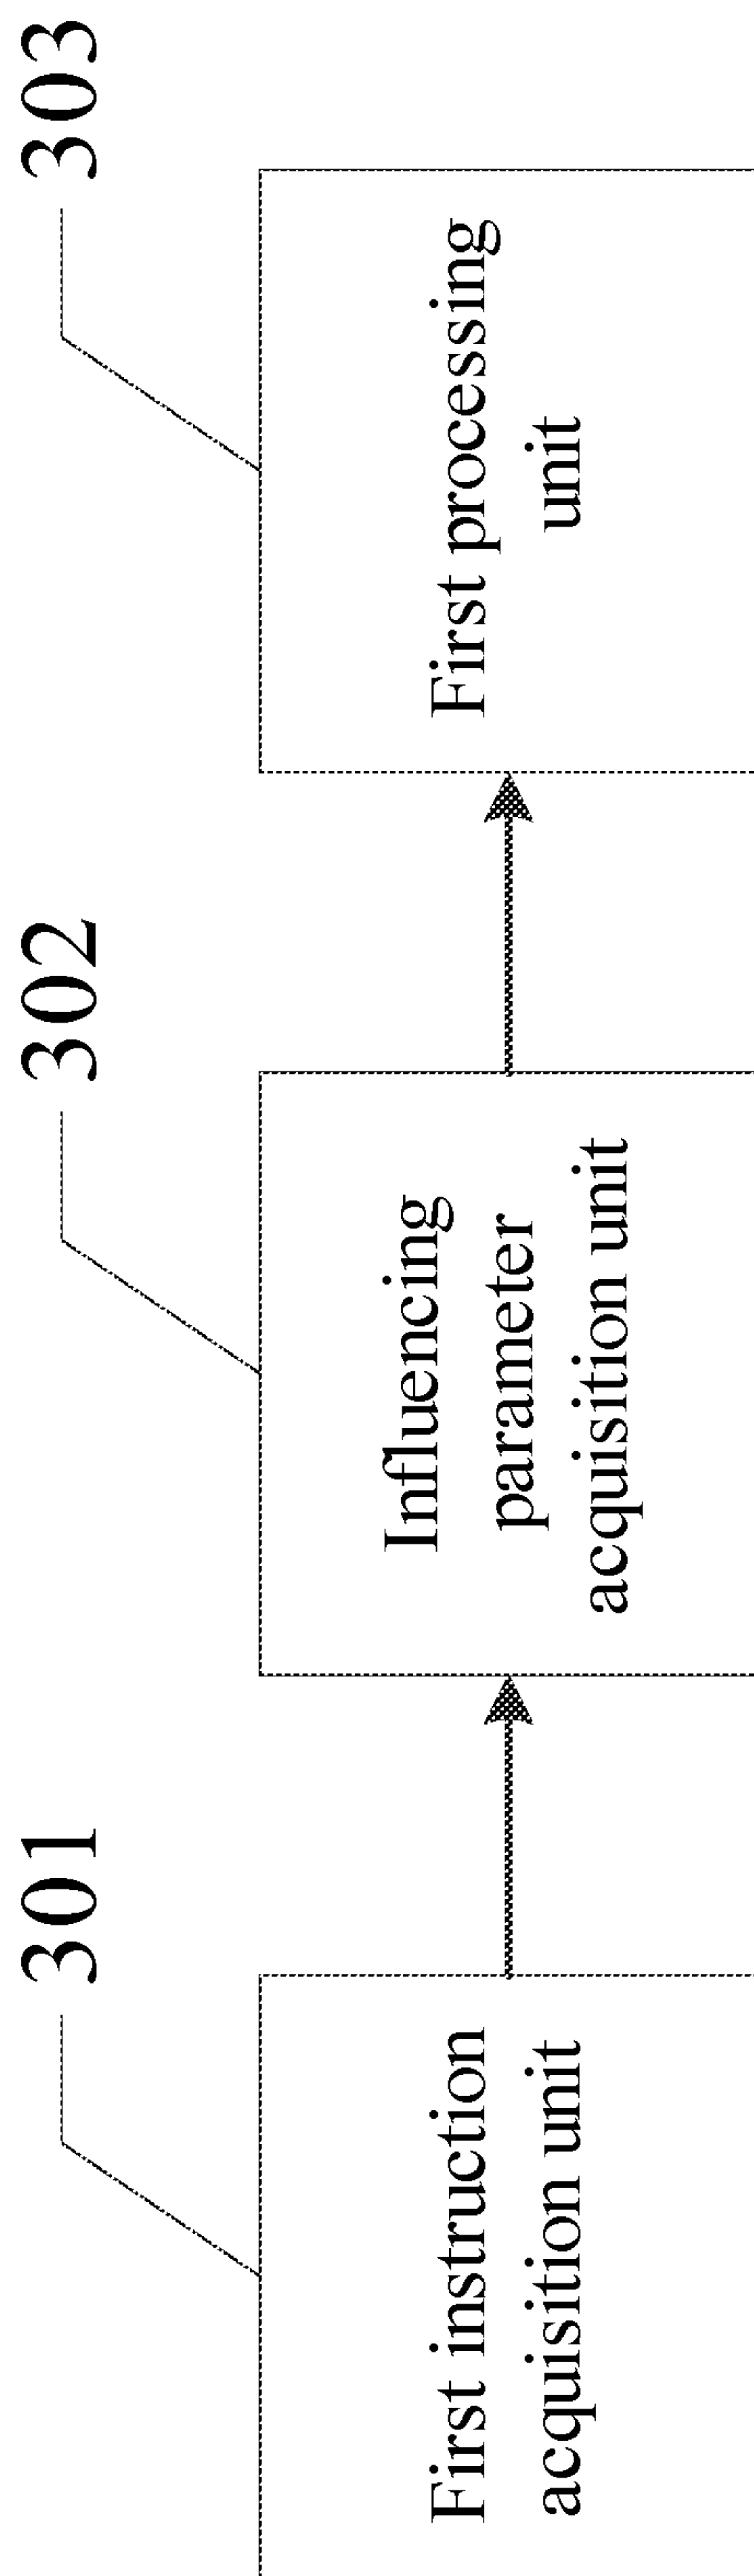 301
302
303
First instruction
acquisition unit
Influencing
parameter
acquisition unit
First processing
unit